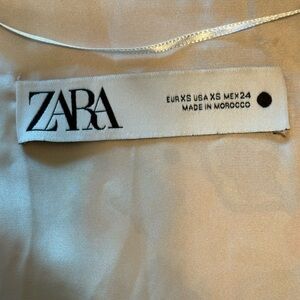 ZARA
EUR XS USA XS MEX 24
MADE IN MOROCCO